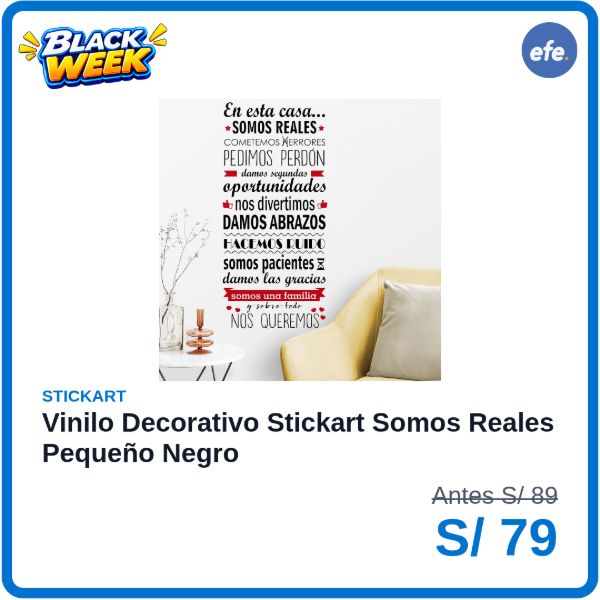 BLACK
WEEK
efe.
En esta casa...
SOMOS REALES
COMETEMOS ERRORES
PEDIMOS PERDÓN
damos segundas
oportunidades
nos divertimos
DAMOS ABRAZOS
HACEMOS RUIDO
somos pacientes
damos las gracias
somos una familia
y sobre todo
NOS QUEREMOS
STICKART
Vinilo Decorativo Stickart Somos Reales
Pequeño Negro
Antes S/ 89
S/ 79